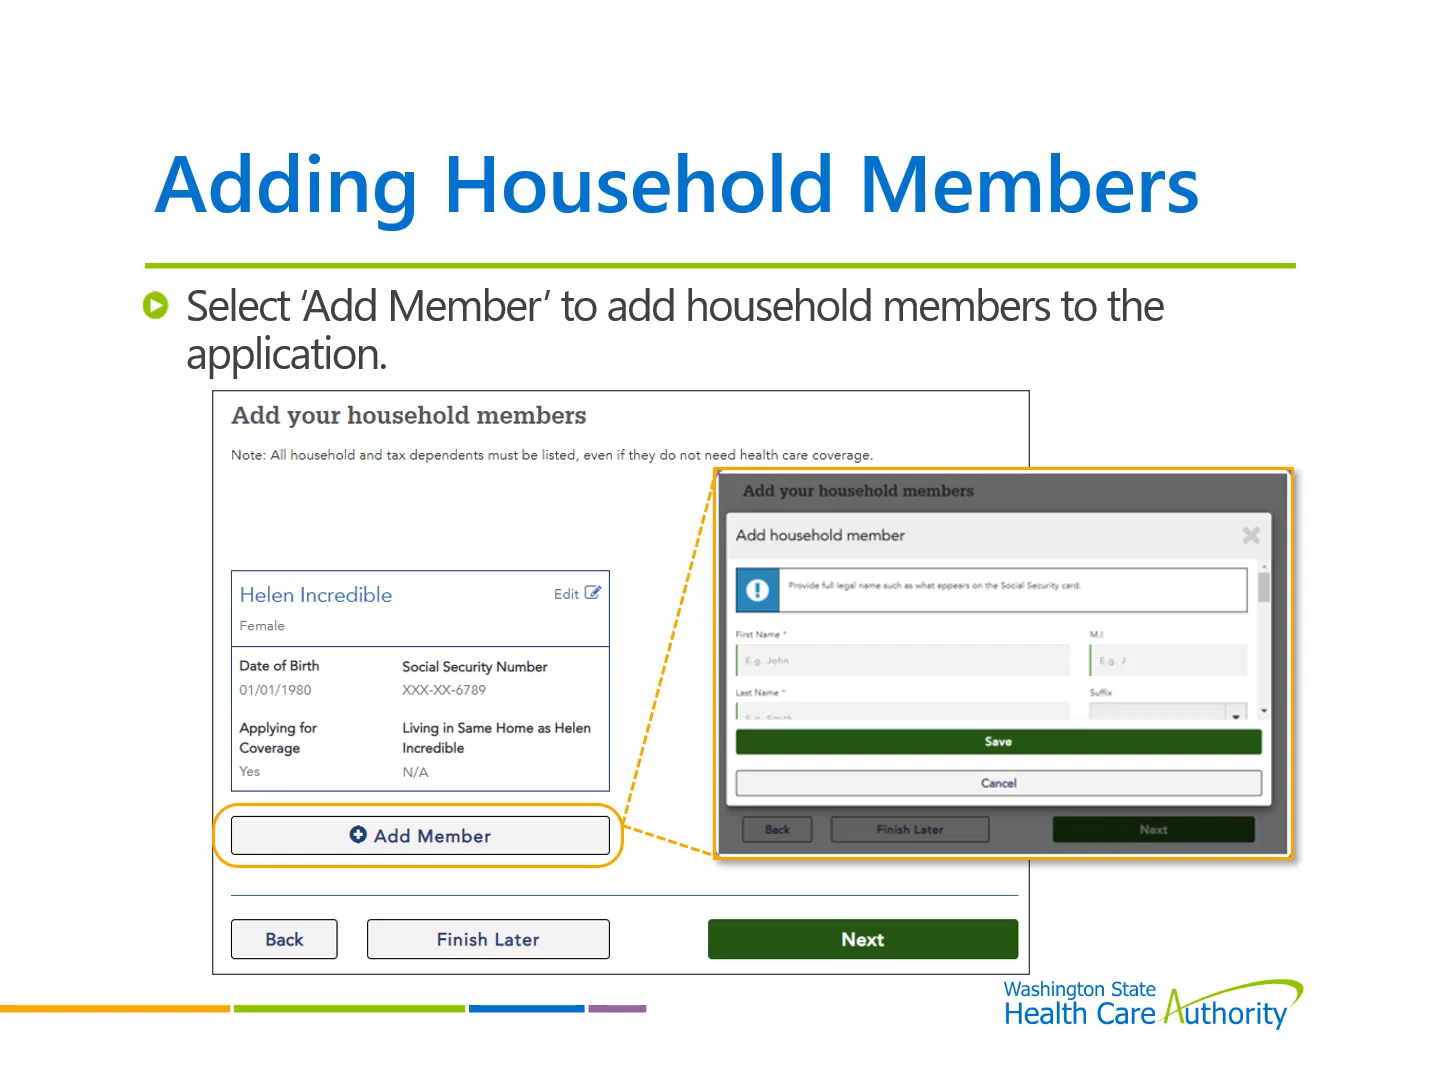 Adding Household Members
Select ‘Add Member’ to add household members to the
application.
Add your household members
Note: All household and tax dependents must be listed, even if they do not need health care coverage.
Helen Incredible
Edit
Female
Date of Birth
Social Security Number
01/01/1980
XXX-XX-6789
Applying for
Coverage
Living in Same Home as Helen
Incredible
Yes
N/A
Add Member
Back
Finish Later
Next
Add your household members
Add household member
Provide full legal name such as what appears on the Social Security card.
First Name *
M.I
E.g. John
E.g. J
Last Name *
Suffix
E.g. Smith
Save
Cancel
Back
Finish Later
Next
Washington State
Health Care Authority